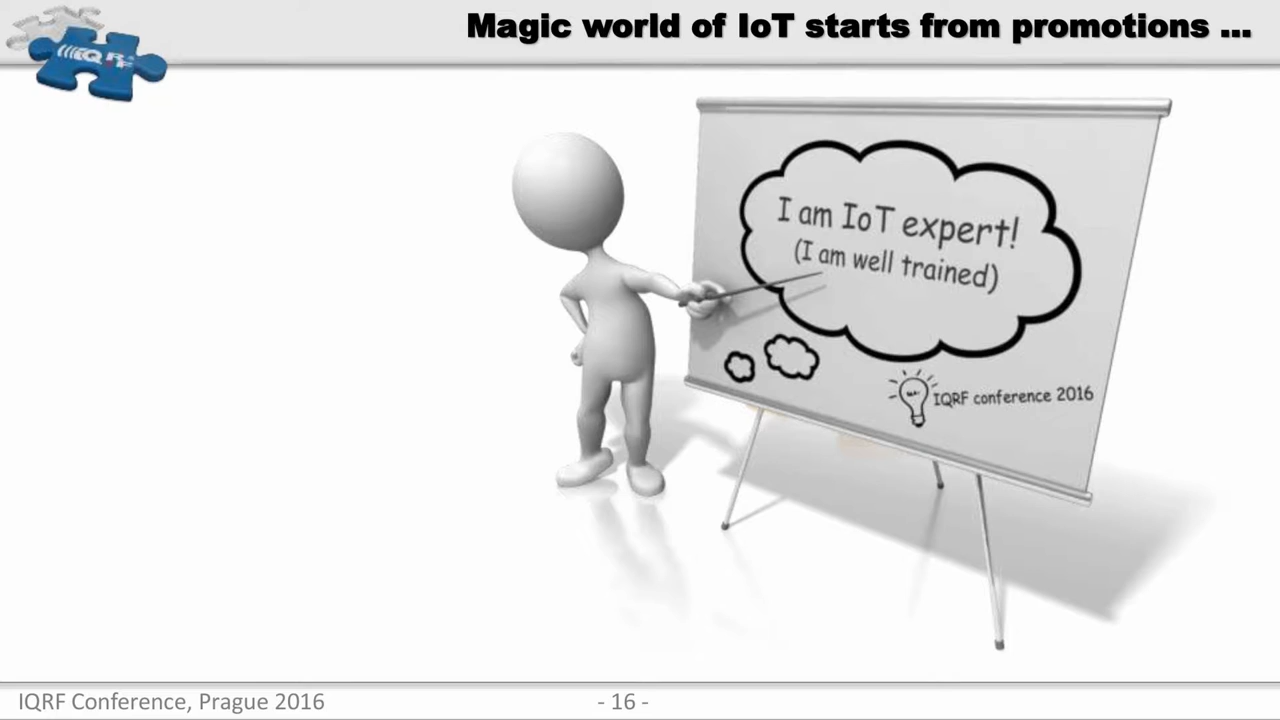 Magic world of IoT starts from promotions ...
IQRF
I am IoT expert!
(I am well trained)
IQRF conference 2016
IQRF Conference, Prague 2016
- 16 -